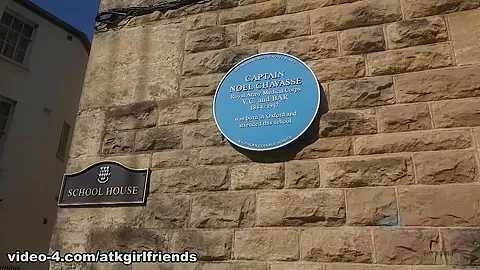 CAPTAIN
NOEL CHAVASSE
Royal Army Medical Corps
V.C. and BAR
1884-1917
was born in Oxford and
attended this school
SCHOOL HOUSE
video-4.com/atkgirlfriends